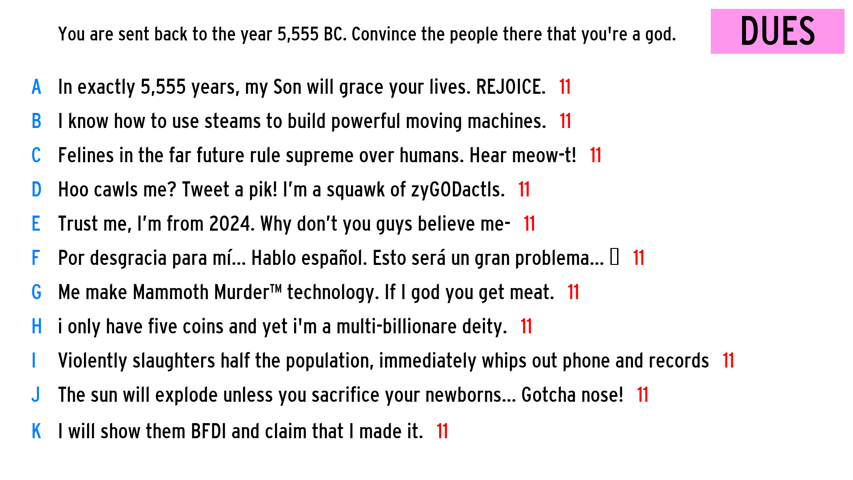 You are sent back to the year 5,555 BC. Convince the people there that you're a god.
DUES
A In exactly 5,555 years, my Son will grace your lives. REJOICE. 11
B I know how to use steams to build powerful moving machines. 11
C Felines in the far future rule supreme over humans. Hear meow-t! 11
D Hoo cawls me? Tweet a pik! I'm a squawk of zyGODactls. 11
E Trust me, I'm from 2024. Why don't you guys believe me- 11
F Por desgracia para mí... Hablo español. Esto será un gran problema... ▯ 11
G Me make Mammoth Murder™ technology. If I god you get meat. 11
H i only have five coins and yet i'm a multi-billionare deity. 11
I Violently slaughters half the population, immediately whips out phone and records 11
J The sun will explode unless you sacrifice your newborns... Gotcha nose! 11
K I will show them BFDI and claim that I made it. 11